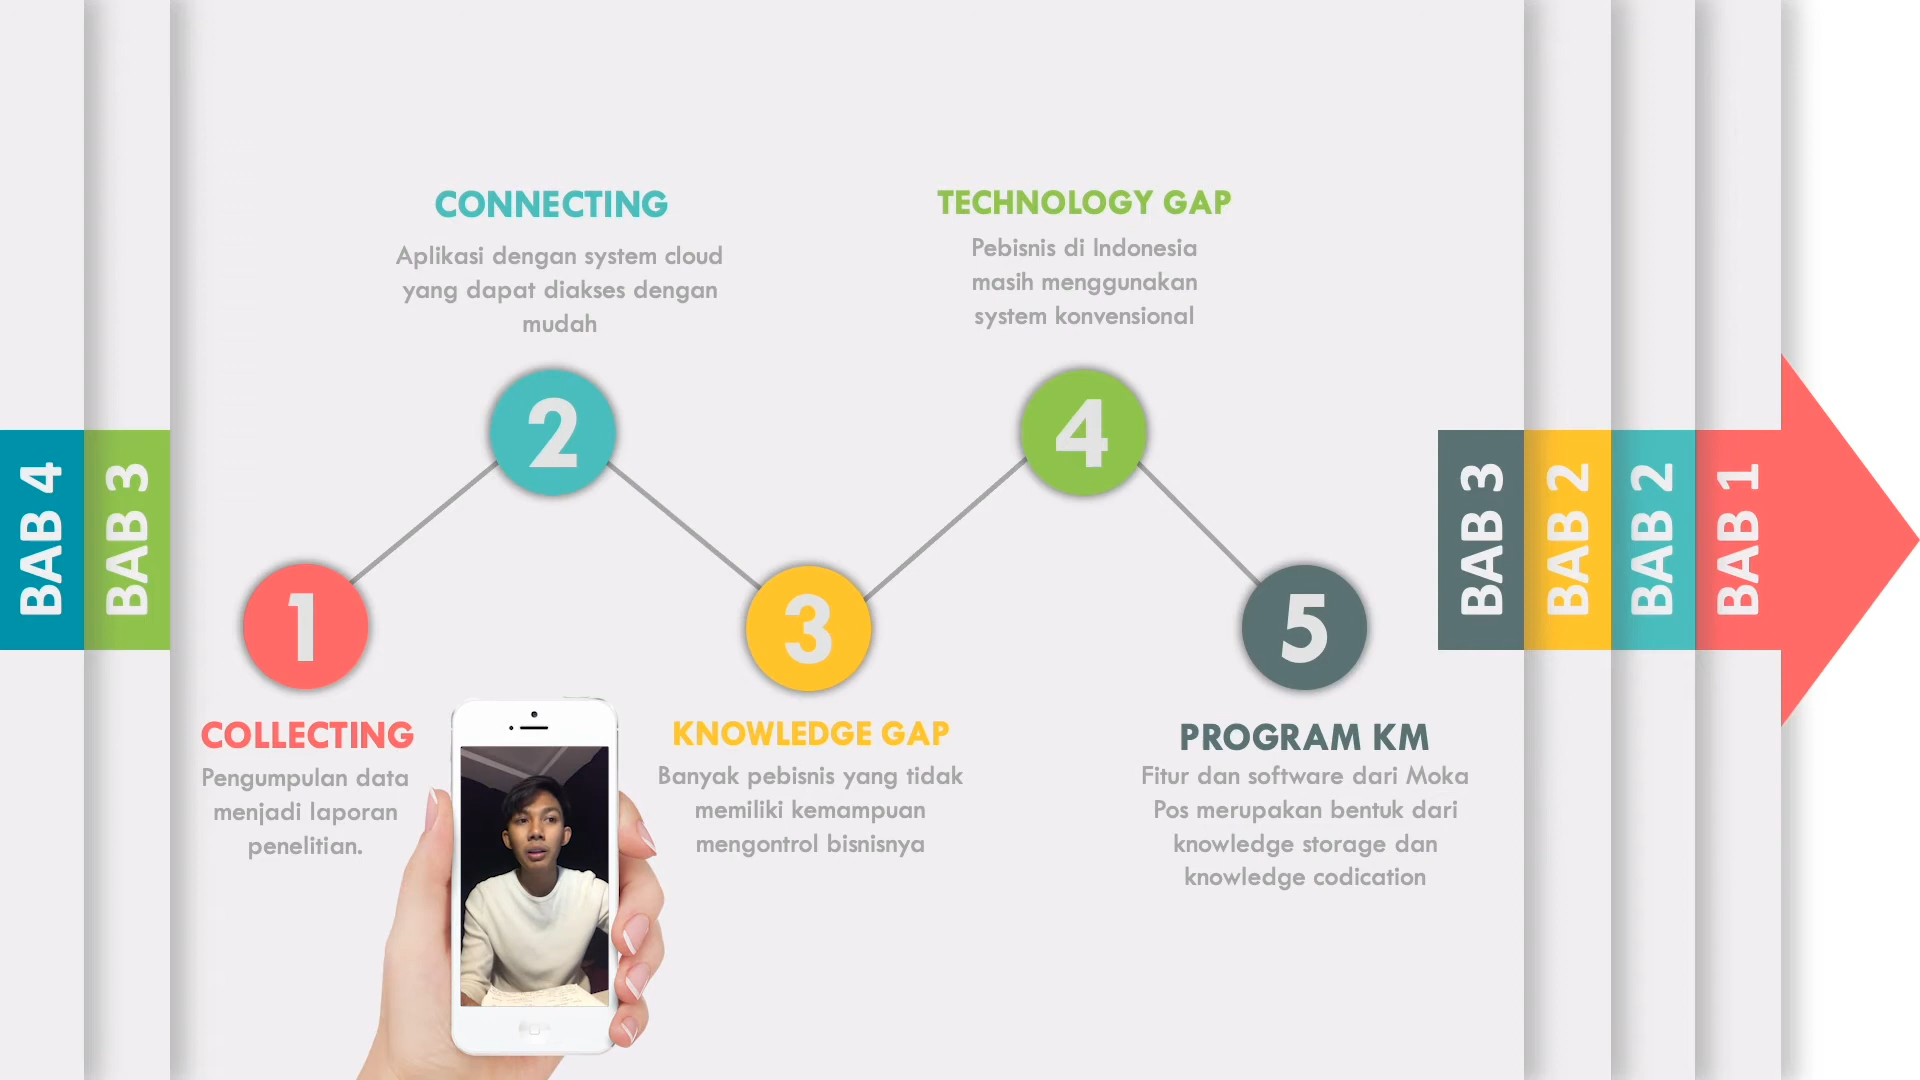 BAB 4
BAB 3
CONNECTING
Aplikasi dengan system cloud
yang dapat diakses dengan
mudah
TECHNOLOGY GAP
Pebisnis di Indonesia
masih menggunakan
system konvensional
2
4
1
3
5
COLLECTING
Pengumpulan data
menjadi laporan
penelitian.
KNOWLEDGE GAP
Banyak pebisnis yang tidak
memiliki kemampuan
mengontrol bisnisnya
PROGRAM KM
Fitur dan software dari Moka
Pos merupakan bentuk dari
knowledge storage dan
knowledge codication
BAB 3
BAB 2
BAB 2
BAB 1